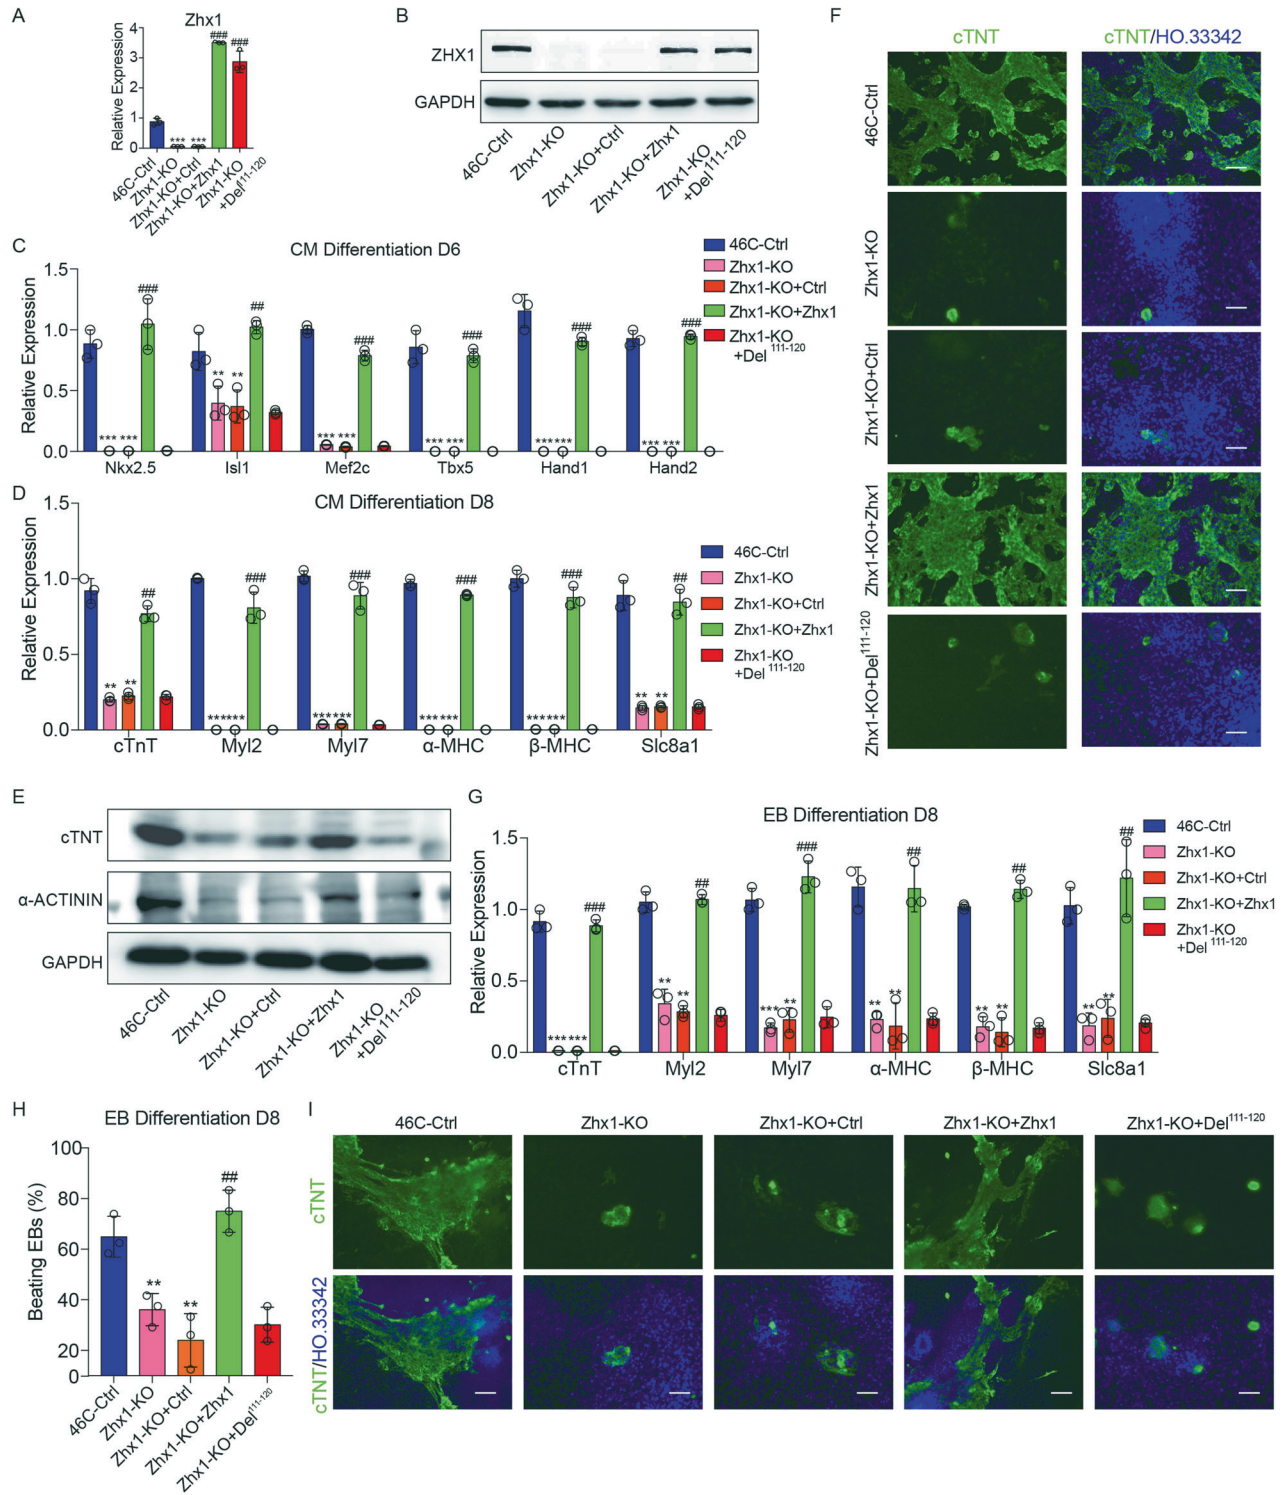 A
Zhx1
Relative Expression
4
3
2
1
0
###
###
***
***
46C-Ctrl
Zhx1-KO
Zhx1-KO+Ctrl
Zhx1-KO+Zhx1
Zhx1-KO
+Del111-120
B
ZHX1
GAPDH
46C-Ctrl
Zhx1-KO
Zhx1-KO+Ctrl
Zhx1-KO+Zhx1
Zhx1-KO
+Del111-120
C
CM Differentiation D6
Relative Expression
1.5
1.0
0.5
0.0
###
##
###
###
###
###
*** ***
** **
*** ***
*** ***
*** ***
*** ***
Nkx2.5
Isl1
Mef2c
Tbx5
Hand1
Hand2
46C-Ctrl
Zhx1-KO
Zhx1-KO+Ctrl
Zhx1-KO+Zhx1
Zhx1-KO
+Del 111-120
D
CM Differentiation D8
Relative Expression
1.5
1.0
0.5
0.0
##
###
###
###
###
##
** **
******
******
*** ***
******
** **
cTnT
Myl2
Myl7
α-MHC
β-MHC
Slc8a1
46C-Ctrl
Zhx1-KO
Zhx1-KO+Ctrl
Zhx1-KO+Zhx1
Zhx1-KO
+Del 111-120
E
cTNT
α-ACTININ
GAPDH
46C-Ctrl
Zhx1-KO
Zhx1-KO+Ctrl
Zhx1-KO+Zhx1
Zhx1-KO
+Del 111-120
F
cTNT
cTNT/HO.33342
46C-Ctrl
Zhx1-KO
Zhx1-KO+Ctrl
Zhx1-KO+Zhx1
Zhx1-KO+Del111-120
G
EB Differentiation D8
Relative Expression
1.5
1.0
0.5
0.0
###
##
###
##
##
##
******
** **
*** **
** **
** **
** **
cTnT
Myl2
Myl7
α-MHC
β-MHC
Slc8a1
46C-Ctrl
Zhx1-KO
Zhx1-KO+Ctrl
Zhx1-KO+Zhx1
Zhx1-KO
+Del 111-120
H
EB Differentiation D8
Beating EBs (%)
100
80
60
40
20
0
**
**
##
46C-Ctrl
Zhx1-KO
Zhx1-KO+Ctrl
Zhx1-KO+Zhx1
Zhx1-KO+Del111-120
I
46C-Ctrl
Zhx1-KO
Zhx1-KO+Ctrl
Zhx1-KO+Zhx1
Zhx1-KO+Del111-120
cTNT
cTNT/HO.33342